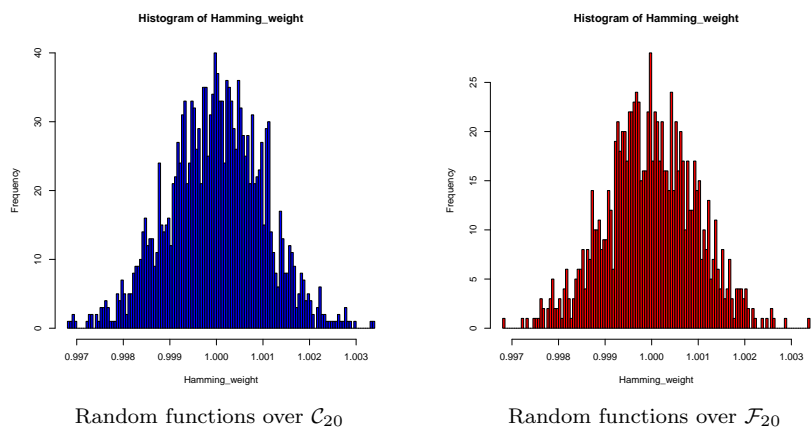 Histogram of Hamming_weight
Frequency
40
30
20
10
0
0.997 0.998 0.999 1.000 1.001 1.002 1.003
Hamming_weight
Random functions over 𝒞₂₀
Histogram of Hamming_weight
Frequency
25
20
15
10
5
0
0.997 0.998 0.999 1.000 1.001 1.002 1.003
Hamming_weight
Random functions over ℱ₂₀